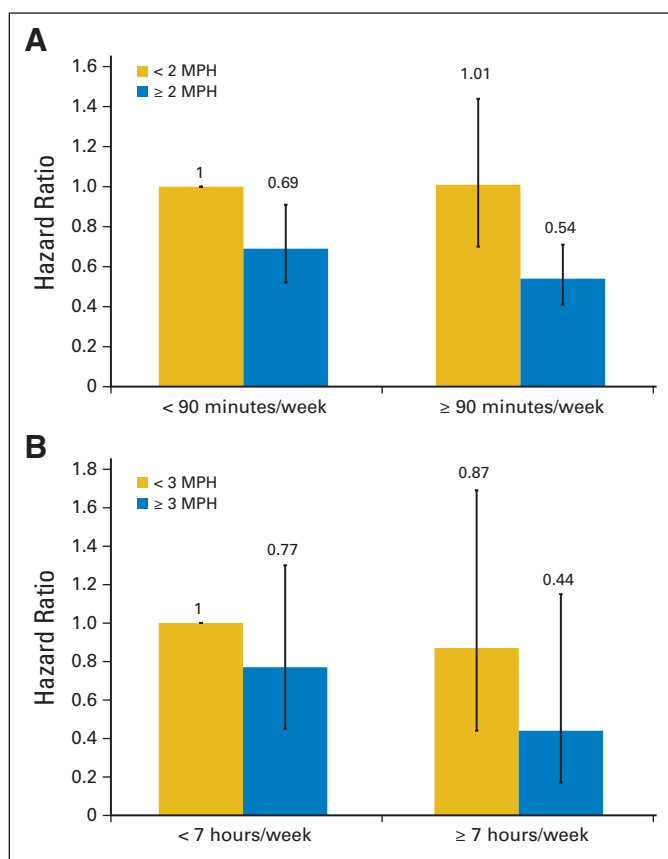 A
Hazard Ratio
1.6
1.4
1.2
1.0
0.8
0.6
0.4
0.2
0
< 2 MPH
≥ 2 MPH
1
0.69
1.01
0.54
< 90 minutes/week
≥ 90 minutes/week
B
Hazard Ratio
1.8
1.6
1.4
1.2
1.0
0.8
0.6
0.4
0.2
0
< 3 MPH
≥ 3 MPH
1
0.77
0.87
0.44
< 7 hours/week
≥ 7 hours/week